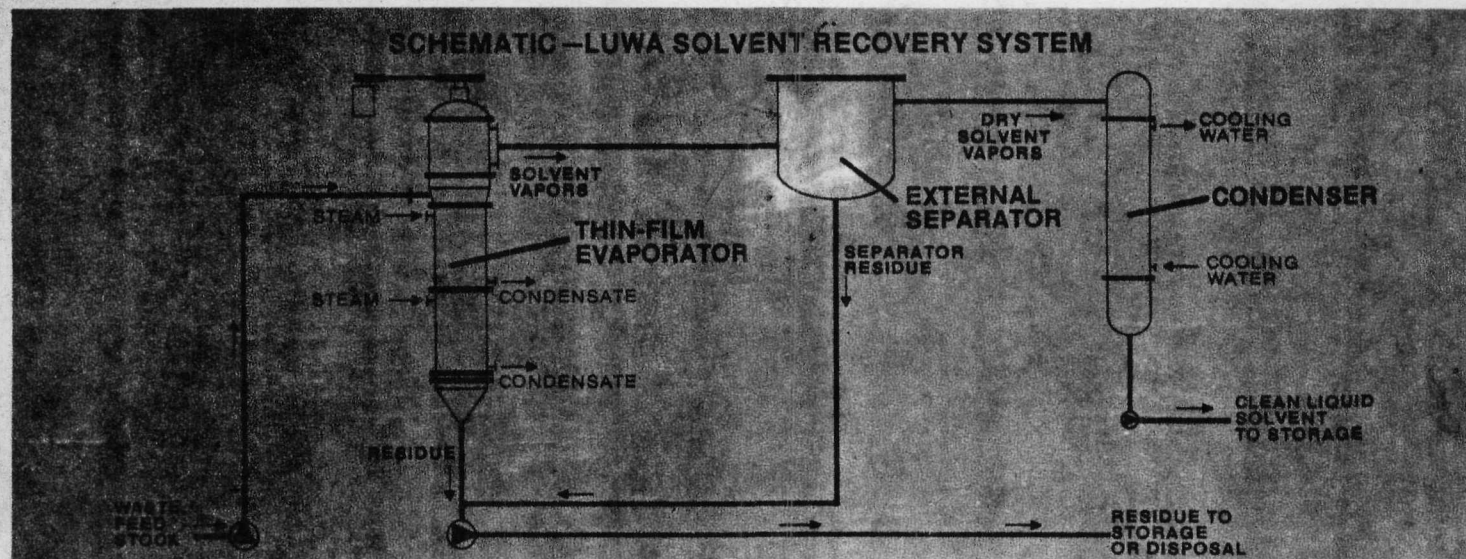 SCHEMATIC—LUWA SOLVENT RECOVERY SYSTEM
SOLVENT
VAPORS
DRY
SOLVENT
VAPORS
COOLING
WATER
STEAM
THIN-FILM
EVAPORATOR
EXTERNAL
SEPARATOR
CONDENSER
SEPARATOR
RESIDUE
COOLING
WATER
STEAM
CONDENSATE
CONDENSATE
CLEAN LIQUID
SOLVENT
TO STORAGE
RESIDUE
WASTE
FEED
STOCK
RESIDUE TO
STORAGE
OR DISPOSAL